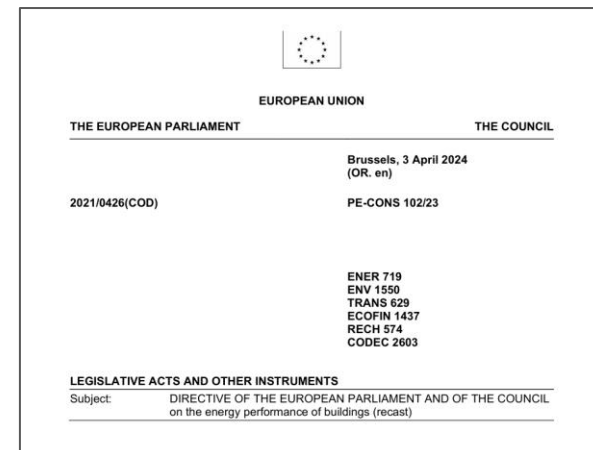 EUROPEAN UNION
THE EUROPEAN PARLIAMENT THE COUNCIL
Brussels, 3 April 2024
(OR. en)
2021/0426(COD) PE-CONS 102/23
ENER 719
ENV 1550
TRANS 629
ECOFIN 1437
RECH 574
CODEC 2603
LEGISLATIVE ACTS AND OTHER INSTRUMENTS
Subject: DIRECTIVE OF THE EUROPEAN PARLIAMENT AND OF THE COUNCIL
on the energy performance of buildings (recast)